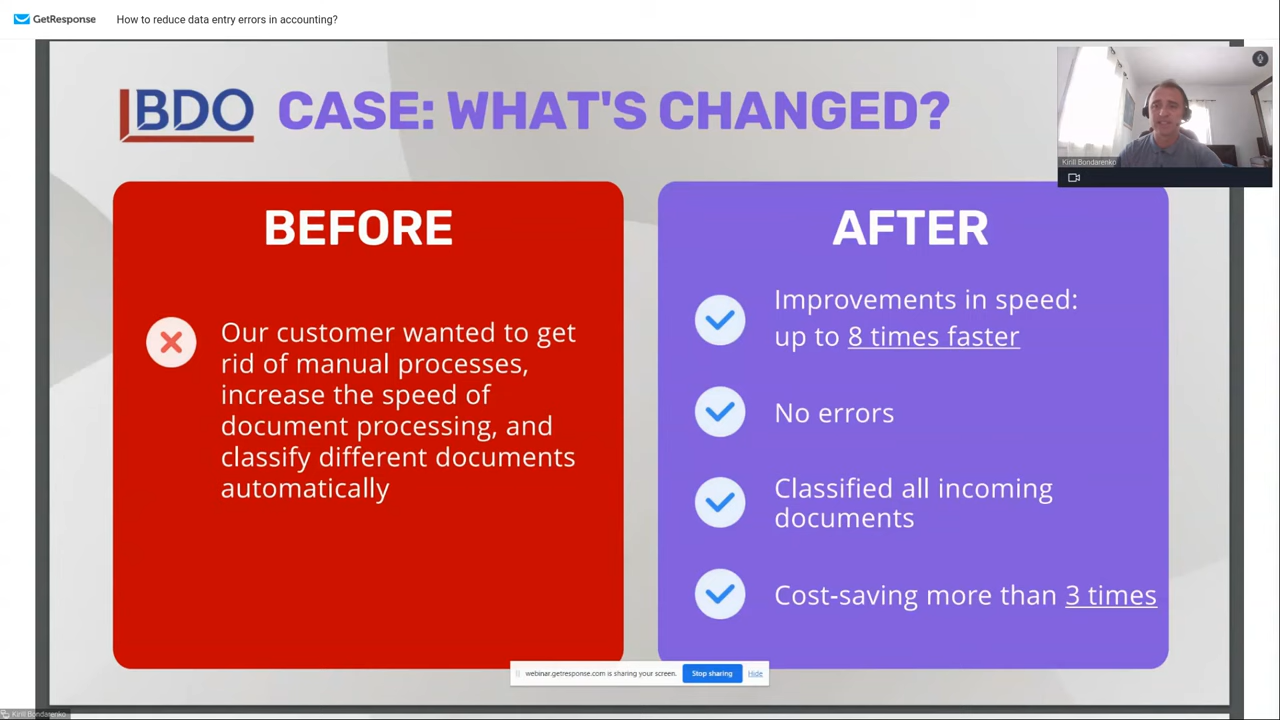 GetResponse
How to reduce data entry errors in accounting?
BDO
CASE: WHAT'S CHANGED?
Kirill Bondarenko
BEFORE
Our customer wanted to get
rid of manual processes,
increase the speed of
document processing, and
classify different documents
automatically
AFTER
Improvements in speed:
up to 8 times faster
No errors
Classified all incoming
documents
Cost-saving more than 3 times
webinar.getresponse.com is sharing your screen.
Stop sharing
Hide
Kirill Bondarenko